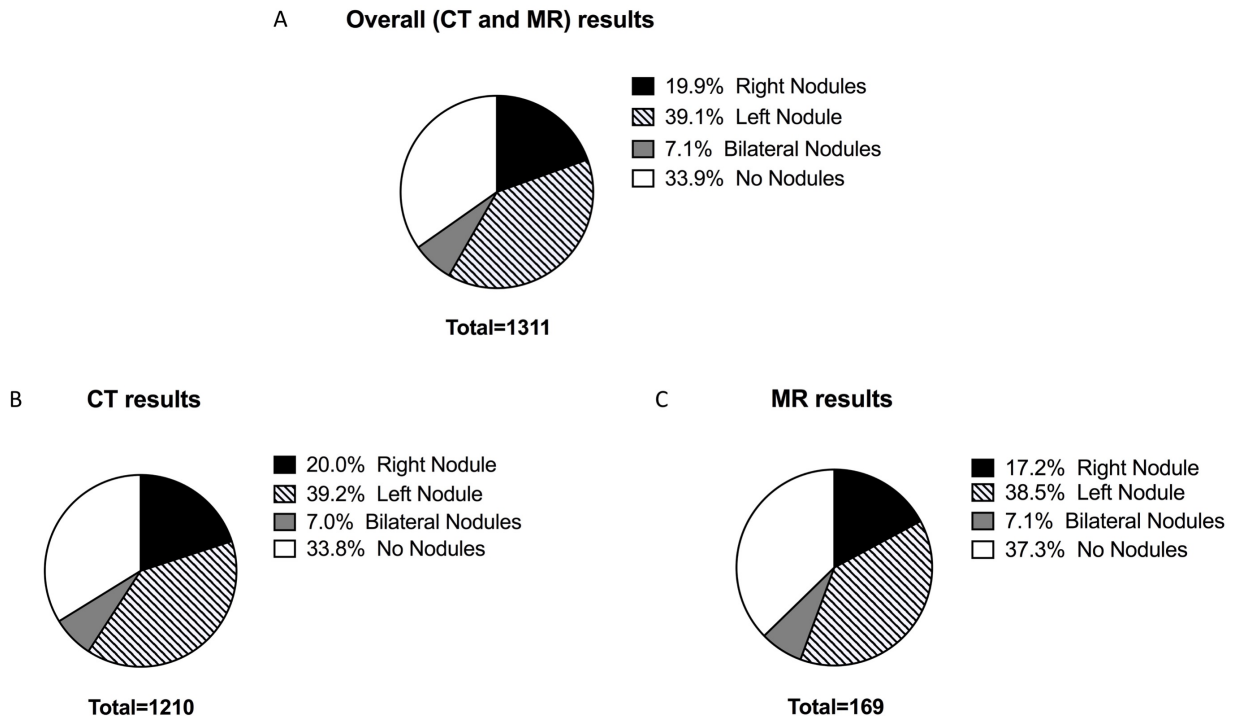 A Overall (CT and MR) results
19.9% Right Nodules
39.1% Left Nodule
7.1% Bilateral Nodules
33.9% No Nodules
Total=1311
B CT results
20.0% Right Nodule
39.2% Left Nodule
7.0% Bilateral Nodules
33.8% No Nodules
Total=1210
C MR results
17.2% Right Nodule
38.5% Left Nodule
7.1% Bilateral Nodules
37.3% No Nodules
Total=169